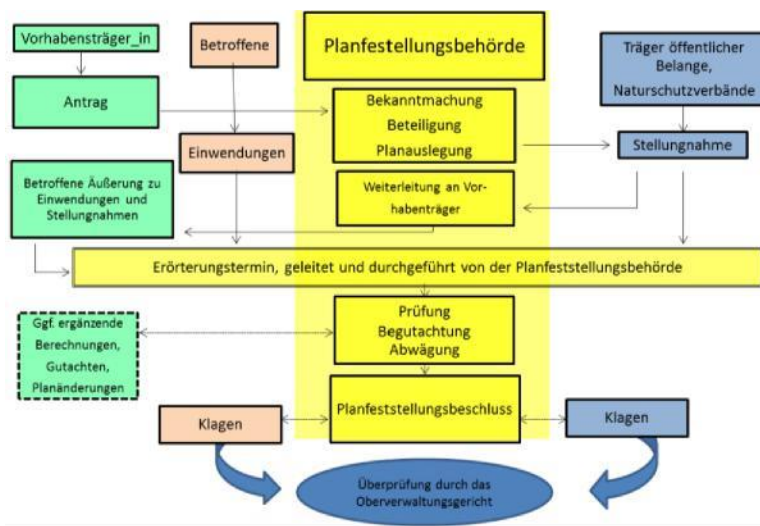 Vorhabensträger_in
Betroffene
Planfestellungsbehörde
Träger öffentlicher
Belange,
Naturschutzverbände
Antrag
Bekanntmachung
Beteiligung
Planauslegung
Einwendungen
Stellungnahme
Betroffene Äußerung zu
Einwendungen und
Stellungnahmen
Weiterleitung an Vor-
habenträger
Erörterungstermin, geleitet und durchgeführt von der Planfeststellungsbehörde
Ggf. ergänzende
Berechnungen,
Gutachten,
Planänderungen
Prüfung
Begutachtung
Abwägung
Planfeststellungsbeschluss
Klagen
Klagen
Überprüfung durch das
Oberverwaltungsgericht